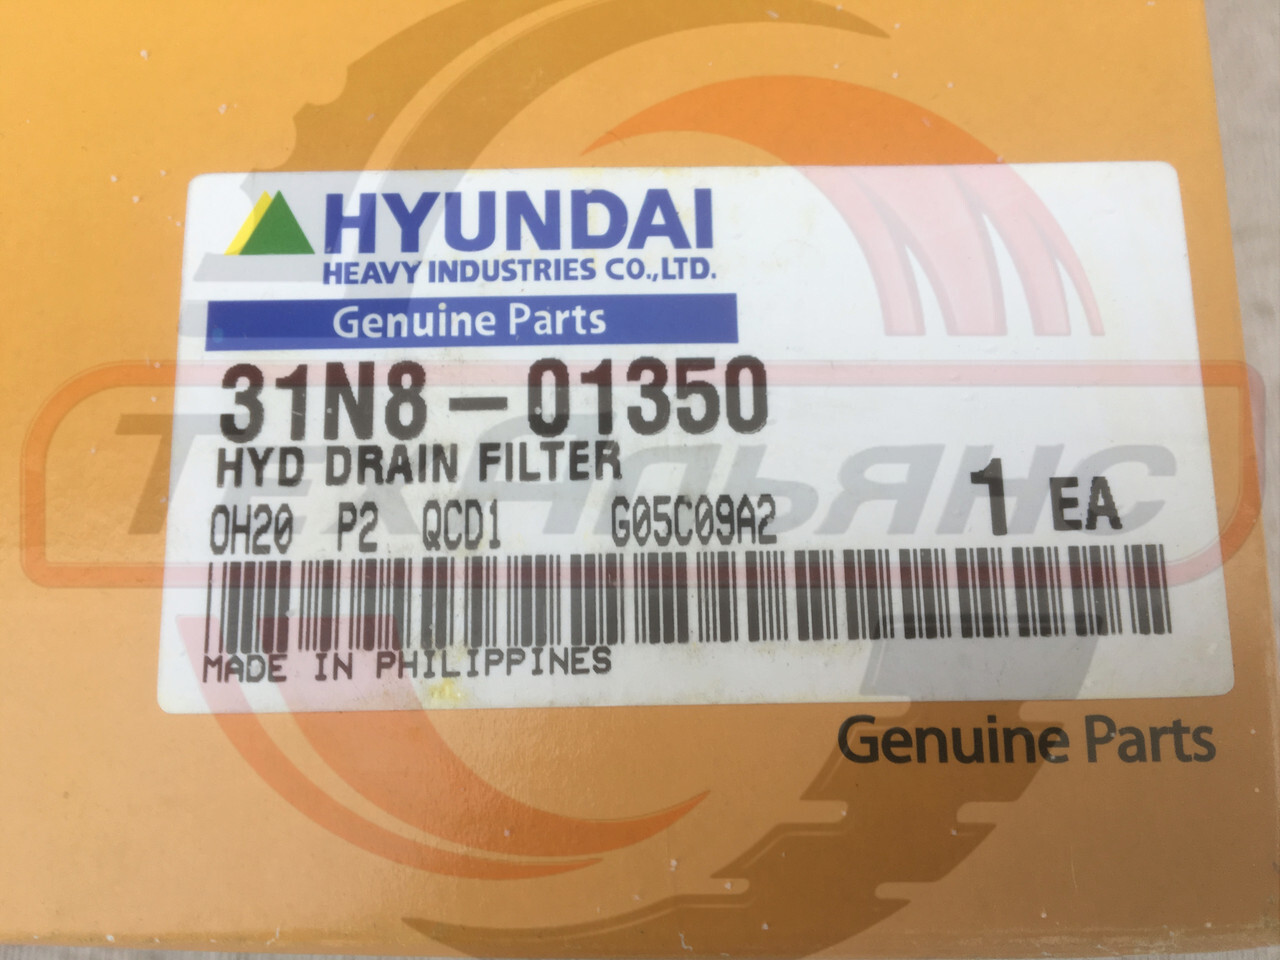 HYUNDAI
HEAVY INDUSTRIES CO.,LTD.
Genuine Parts
31N8-01350
HYD DRAIN FILTER
1 EA
OH20 P2 QCD1 G05C09A2
MADE IN PHILIPPINES
Genuine Parts
ТЕХАльянс